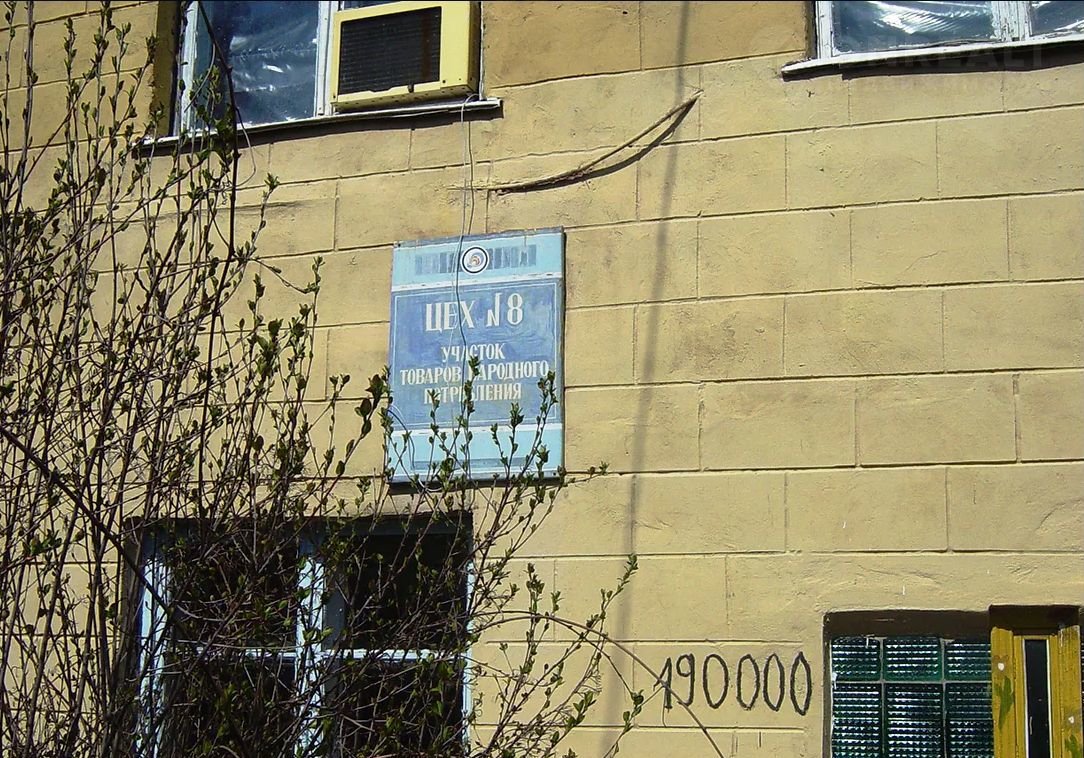 ЦЕХ №8
УЧАСТОК
ТОВАРОВ НАРОДНОГО
ПОТРЕБЛЕНИЯ
190000